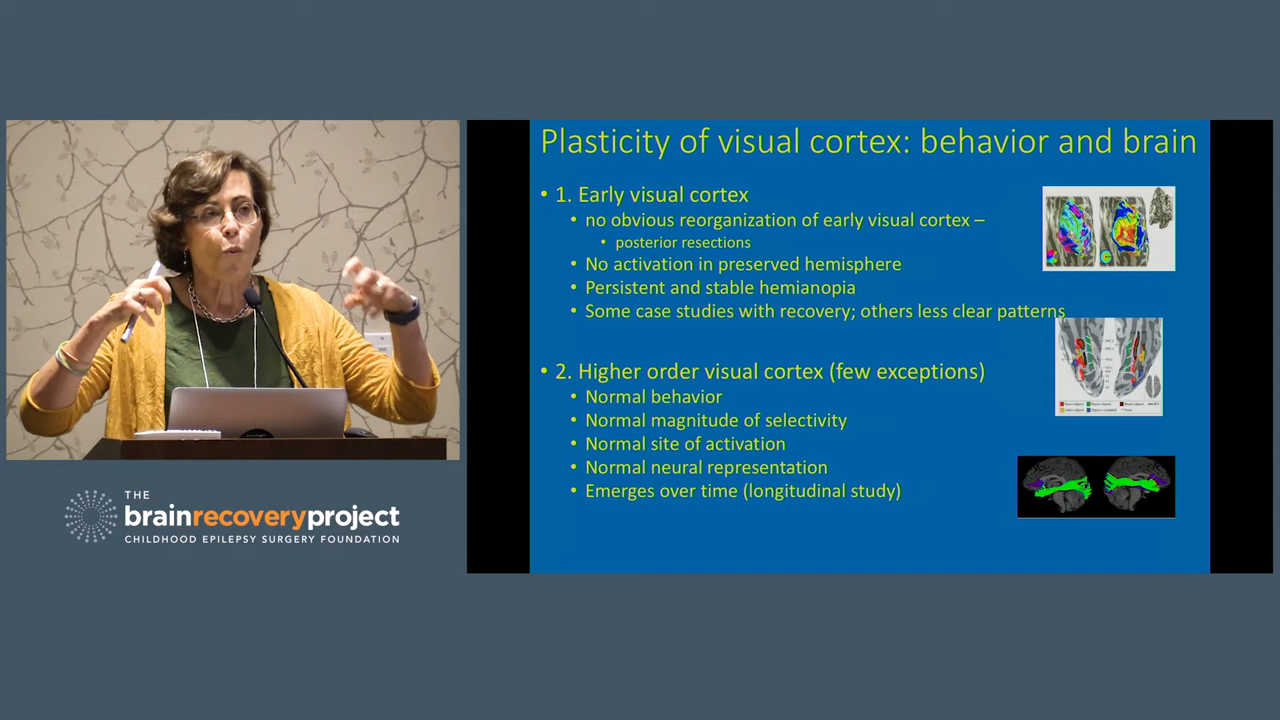 Plasticity of visual cortex: behavior and brain
• 1. Early visual cortex
• no obvious reorganization of early visual cortex –
• posterior resections
• No activation in preserved hemisphere
• Persistent and stable hemianopia
• Some case studies with recovery; others less clear patterns
• 2. Higher order visual cortex (few exceptions)
• Normal behavior
• Normal magnitude of selectivity
• Normal site of activation
• Normal neural representation
• Emerges over time (longitudinal study)
THE
brainrecoveryproject
CHILDHOOD EPILEPSY SURGERY FOUNDATION